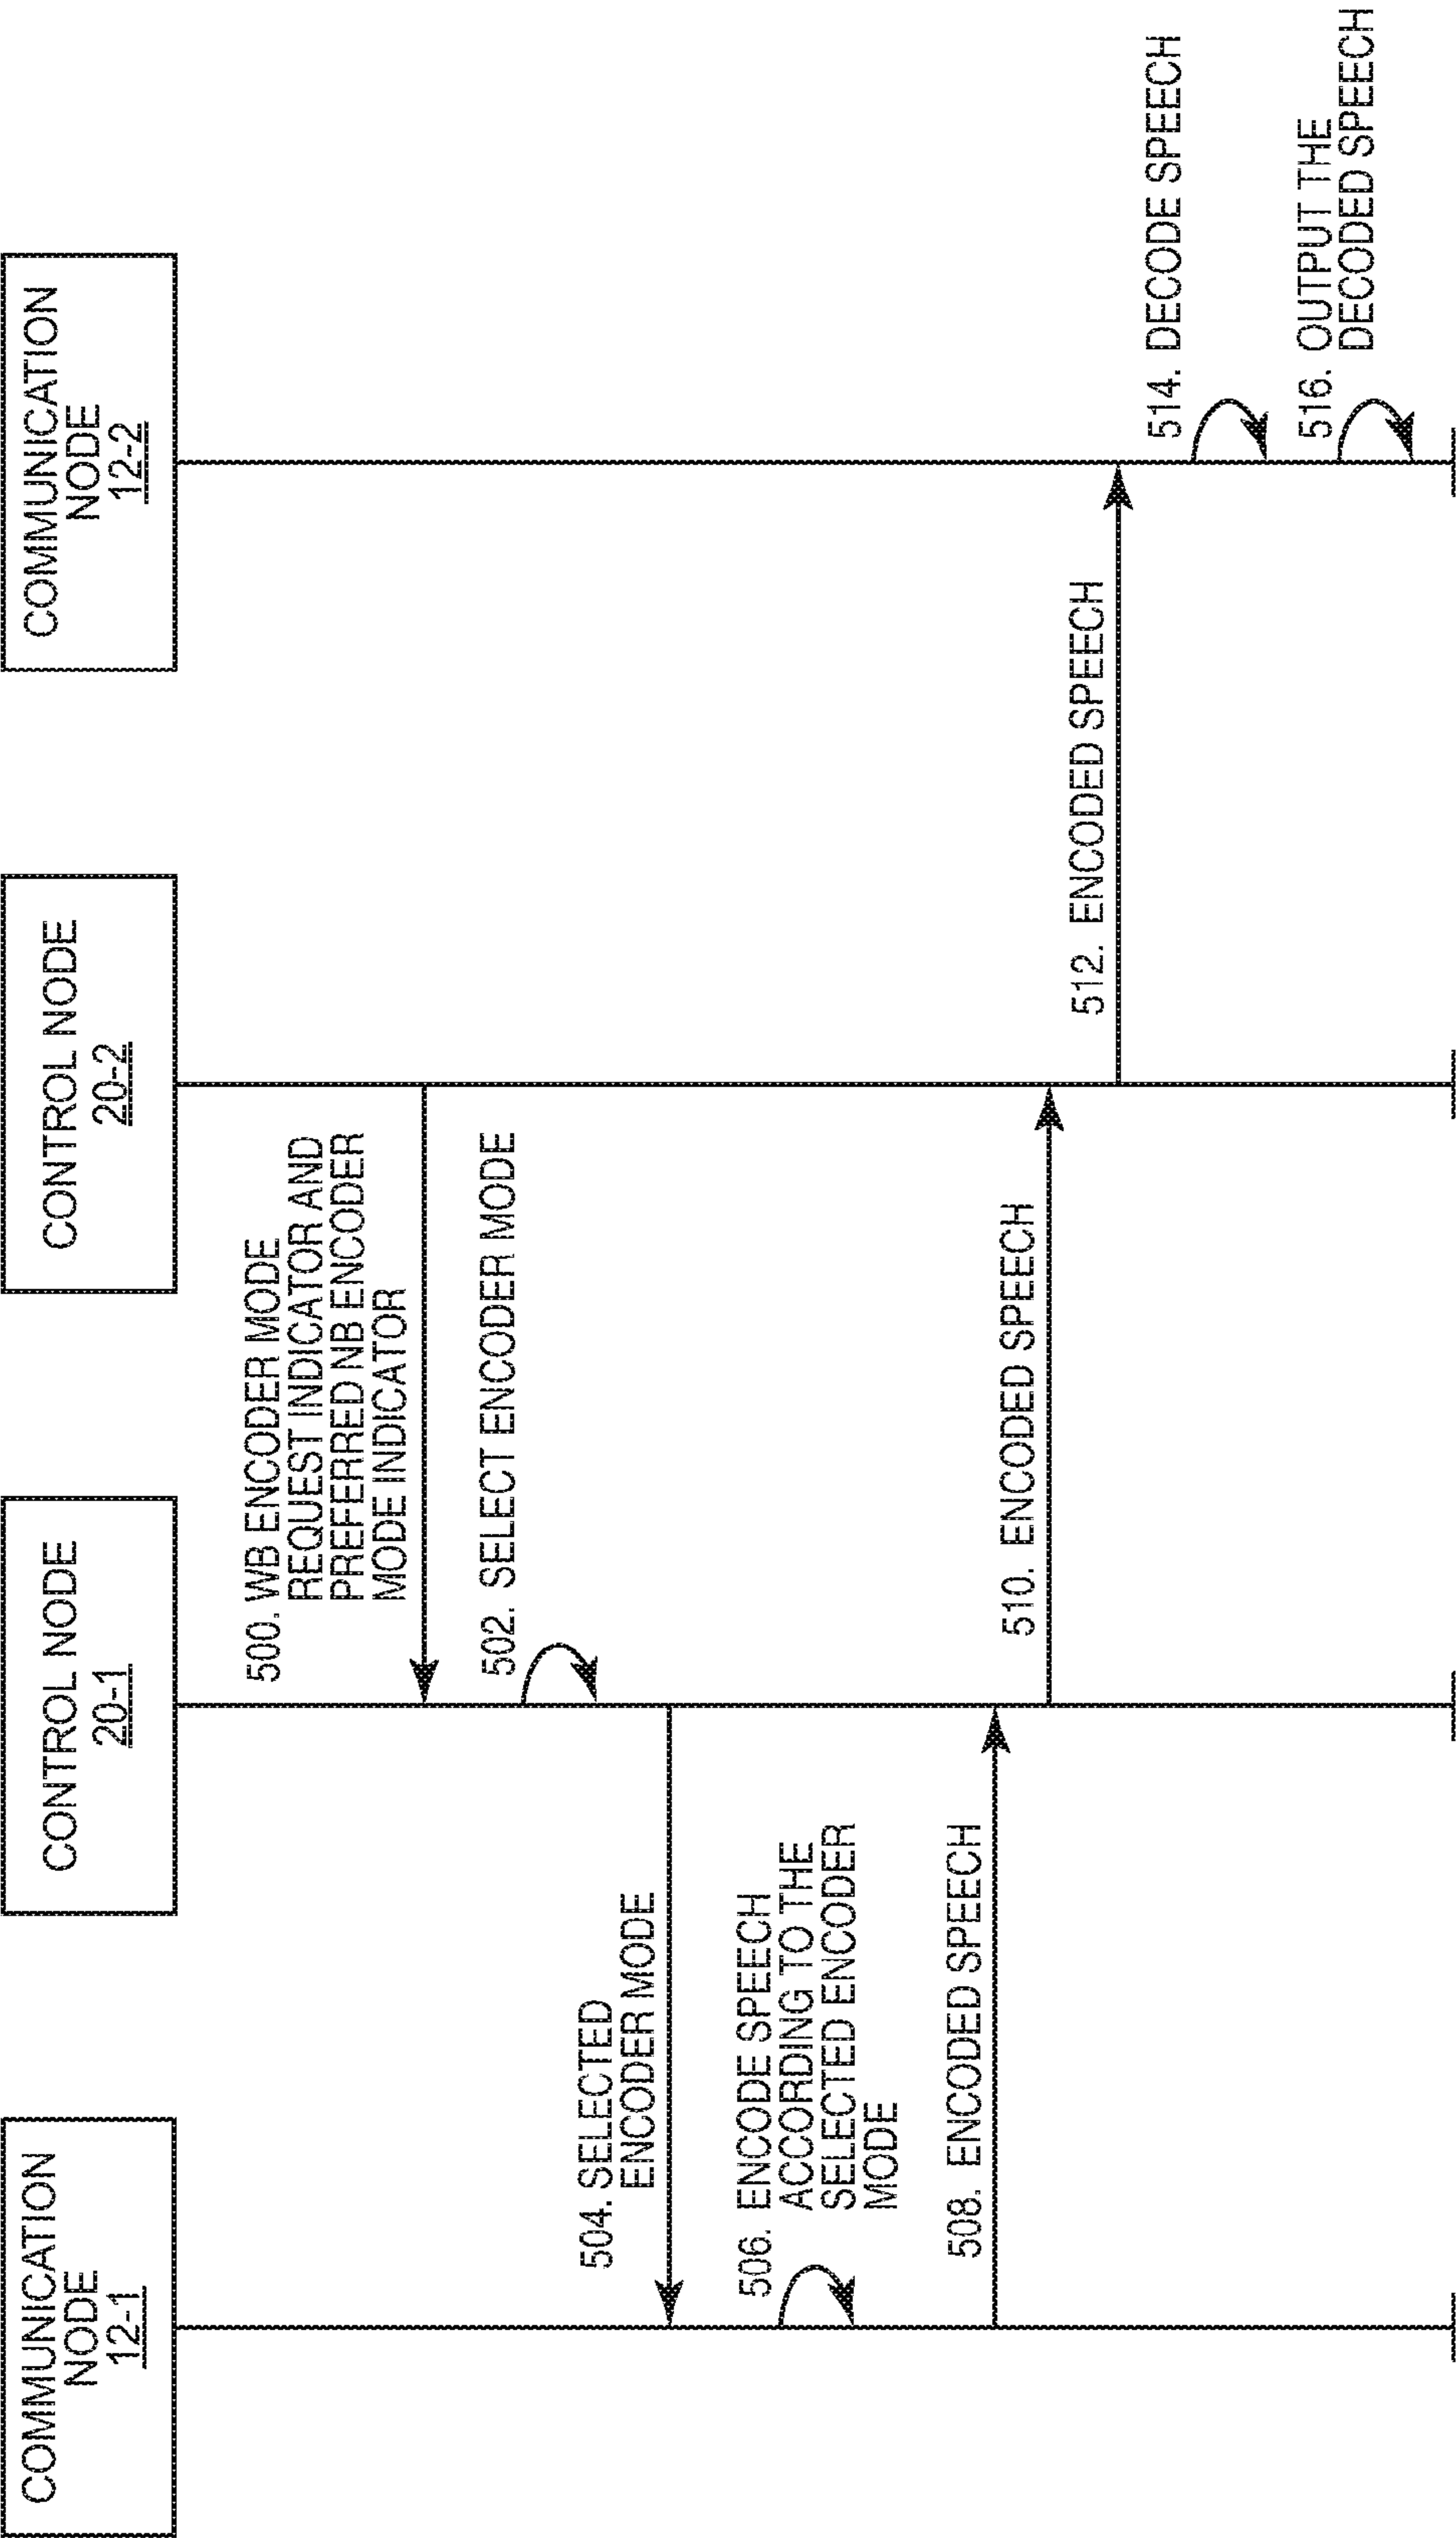 COMMUNICATION
NODE
12-1
CONTROL NODE
20-1
CONTROL NODE
20-2
COMMUNICATION
NODE
12-2
500. WB ENCODER MODE
REQUEST INDICATOR AND
PREFERRED NB ENCODER
MODE INDICATOR
502. SELECT ENCODER MODE
504. SELECTED
ENCODER MODE
506. ENCODE SPEECH
ACCORDING TO THE
SELECTED ENCODER
MODE
508. ENCODED SPEECH
510. ENCODED SPEECH
512. ENCODED SPEECH
514. DECODE SPEECH
516. OUTPUT THE
DECODED SPEECH